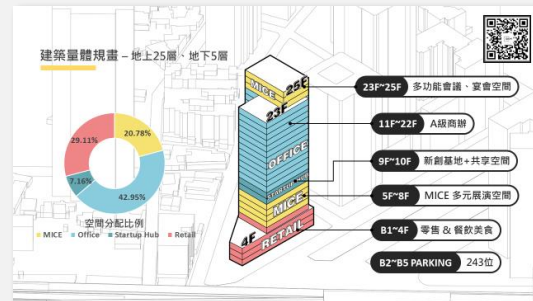 建築量體規畫 – 地上25層、地下5層
20.78%
42.95%
7.16%
29.11%
空間分配比例
MICE Office Startup Hub Retail
MICE
25F
23F
OFFICE
STARTUP HUB
MICE
4F
RETAIL
23F~25F 多功能會議、宴會空間
11F~22F A級商辦
9F~10F 新創基地+共享空間
5F~8F MICE 多元展演空間
B1~4F 零售 & 餐飲美食
B2~B5 PARKING 243位